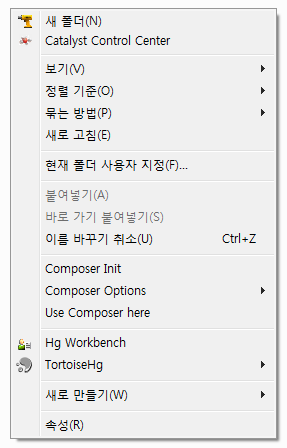 새 폴더(N)
Catalyst Control Center
보기(V)
정렬 기준(O)
묶는 방법(P)
새로 고침(E)
현재 폴더 사용자 지정(F)...
붙여넣기(A)
바로 가기 붙여넣기(S)
이름 바꾸기 취소(U) Ctrl+Z
Composer Init
Composer Options
Use Composer here
Hg Workbench
TortoiseHg
새로 만들기(W)
속성(R)